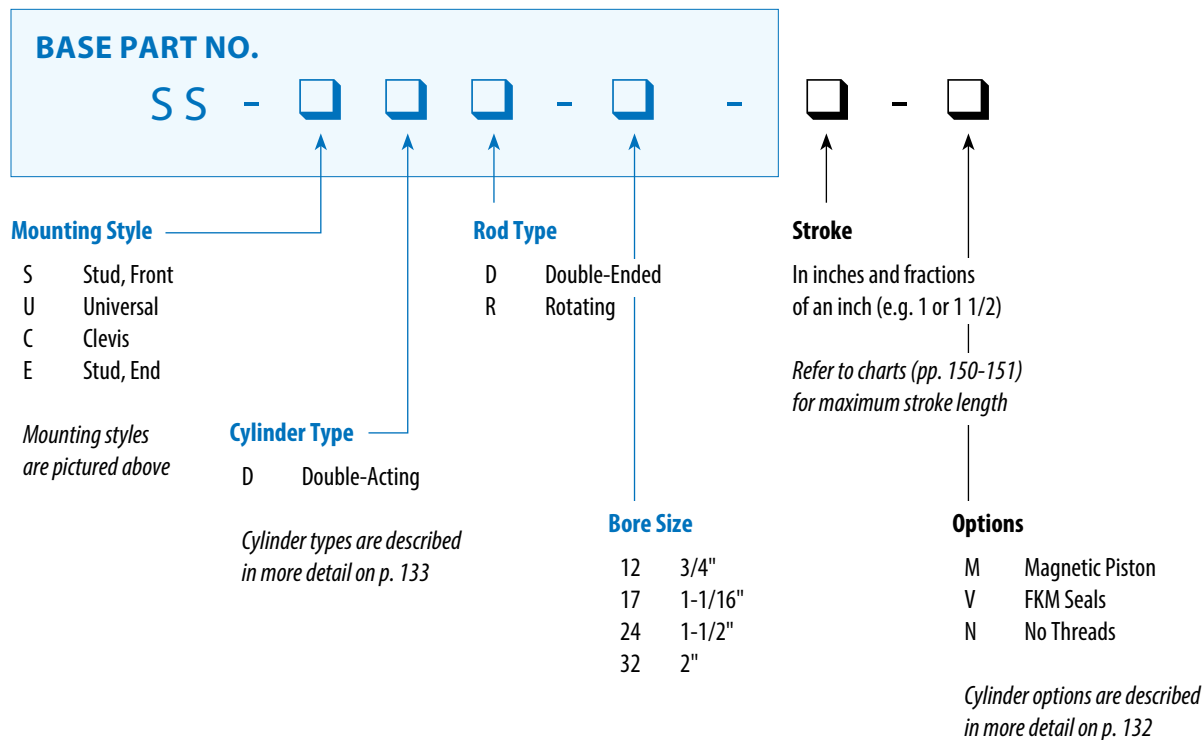 BASE PART NO.
SS - ❑ ❑ ❑ - ❑ - ❑ - ❑
Mounting Style
S Stud, Front
U Universal
C Clevis
E Stud, End
Mounting styles
are pictured above
Cylinder Type
D Double-Acting
Cylinder types are described
in more detail on p. 133
Rod Type
D Double-Ended
R Rotating
Bore Size
12 3/4"
17 1-1/16"
24 1-1/2"
32 2"
Stroke
In inches and fractions
of an inch (e.g. 1 or 1 1/2)
Refer to charts (pp. 150-151)
for maximum stroke length
Options
M Magnetic Piston
V FKM Seals
N No Threads
Cylinder options are described
in more detail on p. 132